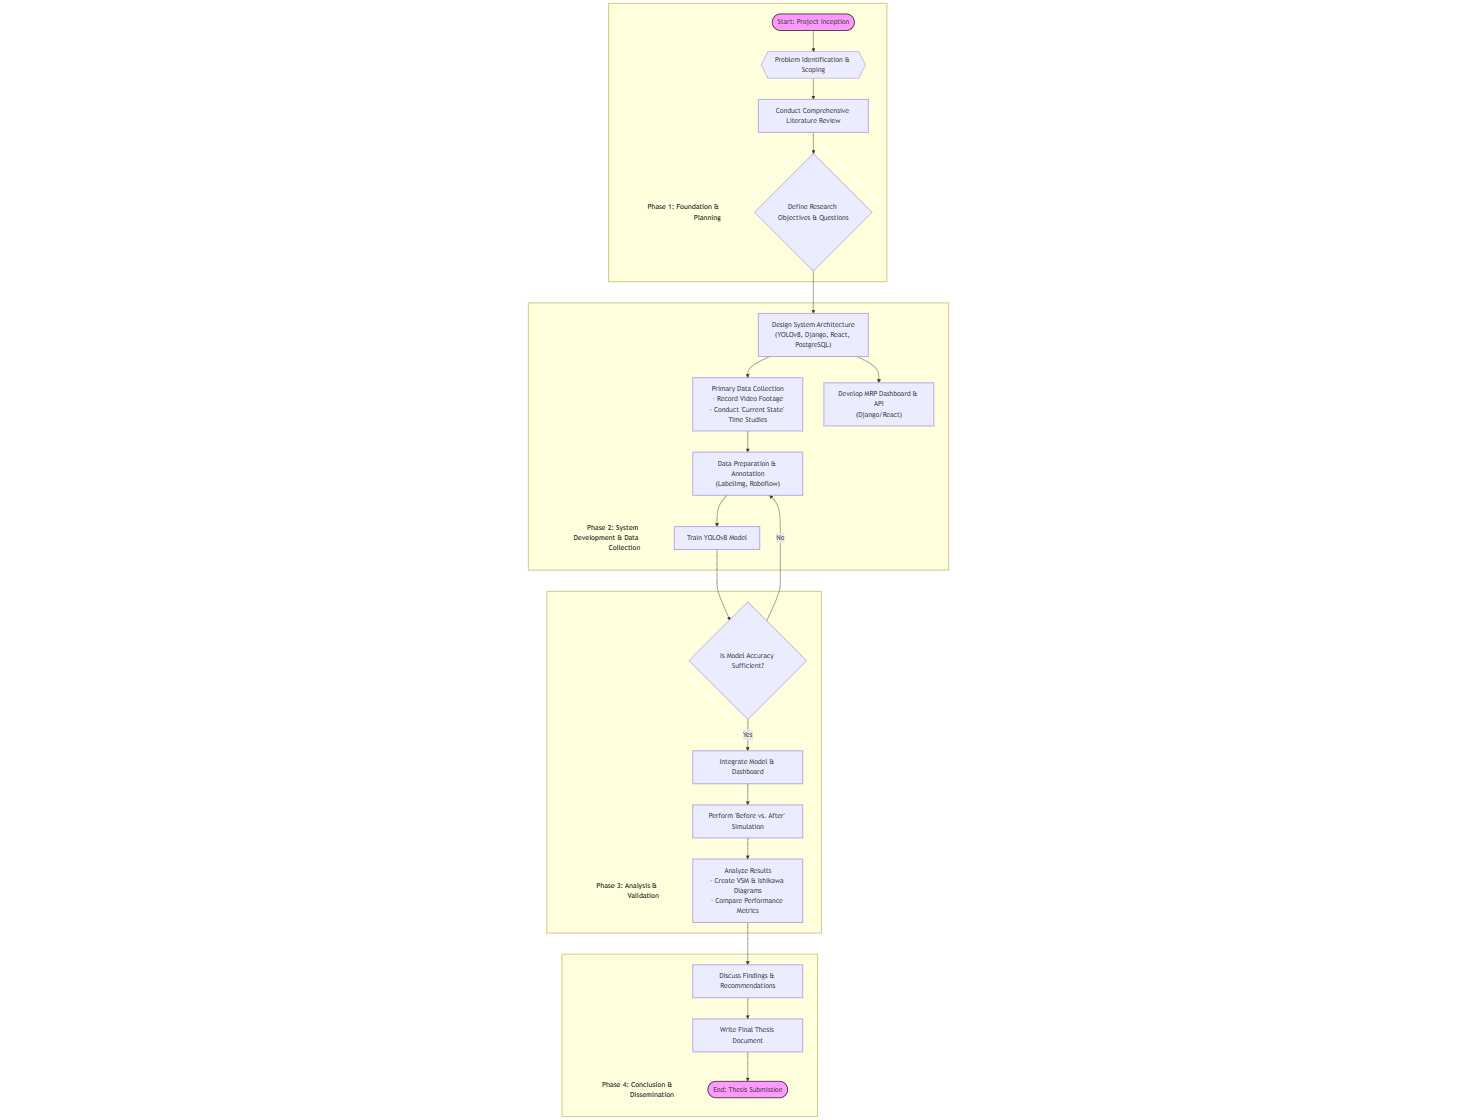 Start: Project Inception
Problem Identification &
Scoping
Conduct Comprehensive
Literature Review
Phase 1: Foundation &
Planning
Define Research
Objectives & Questions
Design System Architecture
(YOLOv8, Django, React,
PostgreSQL)
Primary Data Collection
- Record Video Footage
- Conduct 'Current State'
Time Studies
Develop MRP Dashboard &
API
(Django/React)
Data Preparation &
Annotation
(LabelImg, Roboflow)
Phase 2: System
Development & Data
Collection
Train YOLOv8 Model
No
Is Model Accuracy
Sufficient?
Yes
Integrate Model &
Dashboard
Perform 'Before vs. After'
Simulation
Analyze Results
- Create VSM & Ishikawa
Diagrams
- Compare Performance
Metrics
Phase 3: Analysis &
Validation
Discuss Findings &
Recommendations
Write Final Thesis
Document
Phase 4: Conclusion &
Dissemination
End: Thesis Submission